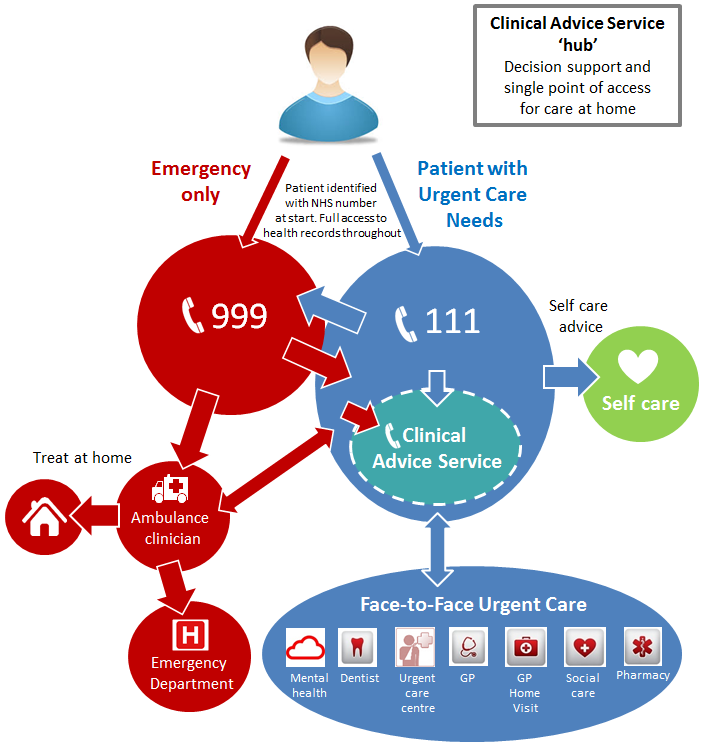 Clinical Advice Service
‘hub’
Decision support and
single point of access
for care at home
Emergency
only
Patient with
Urgent Care
Needs
Patient identified
with NHS number
at start. Full access to
health records throughout
999
111
Self care
advice
Self care
Clinical
Advice Service
Treat at home
Ambulance
clinician
Emergency
Department
H
Face-to-Face Urgent Care
Mental
health
Dentist
Urgent
care
centre
GP
GP
Home
Visit
Social
care
Pharmacy